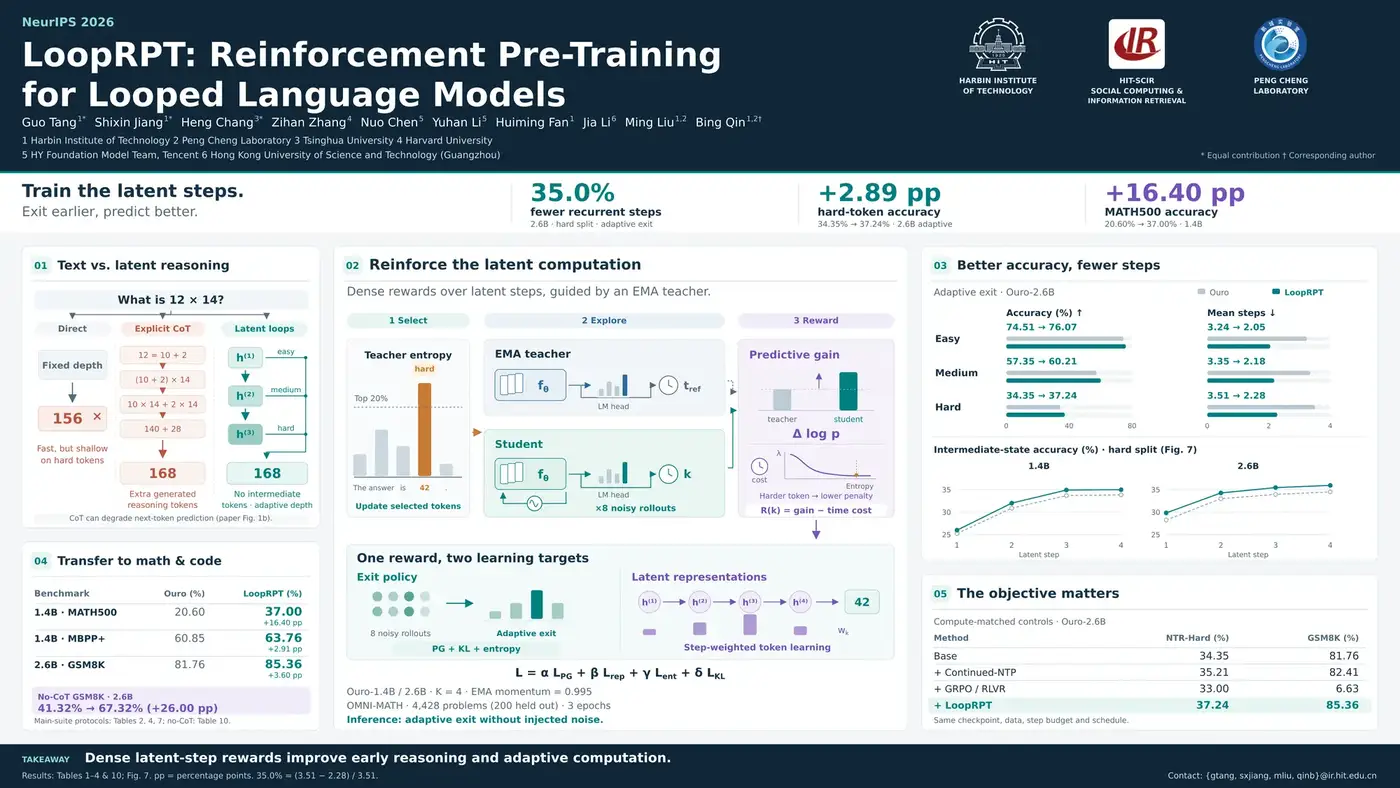 NeurIPS 2026
LoopRPT: Reinforcement Pre-Training
for Looped Language Models
Guo Tang1* Shixin Jiang1* Heng Chang3* Zihan Zhang4 Nuo Chen5 Yuhan Li5 Huiming Fan1 Jia Li6 Ming Liu1,2 Bing Qin1,2†
1 Harbin Institute of Technology 2 Peng Cheng Laboratory 3 Tsinghua University 4 Harvard University
5 HY Foundation Model Team, Tencent 6 Hong Kong University of Science and Technology (Guangzhou)
HIT
1920
HARBIN INSTITUTE
OF TECHNOLOGY
IR
HIT-SCIR
SOCIAL COMPUTING &
INFORMATION RETRIEVAL
PENG CHENG
LABORATORY
* Equal contribution † Corresponding author
Train the latent steps.
Exit earlier, predict better.
35.0%
fewer recurrent steps
2.6B · hard split · adaptive exit
+2.89 pp
hard-token accuracy
34.35% → 37.24% · 2.6B adaptive
+16.40 pp
MATH500 accuracy
20.60% → 37.00% · 1.4B
01 Text vs. latent reasoning
What is 12 × 14?
Direct
Explicit CoT
Latent loops
Fixed depth
156 ×
Fast, but shallow
on hard tokens
12 = 10 + 2
(10 + 2) × 14
10 × 14 + 2 × 14
140 + 28
168
Extra generated
reasoning tokens
h(1) easy
h(2) medium
h(3) hard
168
No intermediate
tokens · adaptive depth
CoT can degrade next-token prediction (paper Fig. 1b).
04 Transfer to math & code
Benchmark Ouro (%) LoopRPT (%)
1.4B · MATH500 20.60 37.00
+16.40 pp
1.4B · MBPP+ 60.85 63.76
+2.91 pp
2.6B · GSM8K 81.76 85.36
+3.60 pp
No-CoT GSM8K · 2.6B
41.32% → 67.32% (+26.00 pp)
Main-suite protocols: Tables 2, 4, 7; no-CoT: Table 10.
02 Reinforce the latent computation
Dense rewards over latent steps, guided by an EMA teacher.
1 Select
2 Explore
3 Reward
Teacher entropy
hard
Top 20%
The answer is 42 .
Update selected tokens
EMA teacher
fθ
LM head
tref
Student
fθ
LM head
k
×8 noisy rollouts
Predictive gain
teacher student
Δ log p
λ
cost
Entropy
Harder token → lower penalty
R(k) = gain − time cost
One reward, two learning targets
Exit policy
8 noisy rollouts
Adaptive exit
PG + KL + entropy
Latent representations
h(1) h(2) h(3) h(4) 42
wk
Step-weighted token learning
L = α LPG + β Lrep + γ Lent + δ LKL
Ouro-1.4B / 2.6B · K = 4 · EMA momentum = 0.995
OMNI-MATH · 4,428 problems (200 held out) · 3 epochs
Inference: adaptive exit without injected noise.
03 Better accuracy, fewer steps
Adaptive exit · Ouro-2.6B
Ouro LoopRPT
Accuracy (%) ↑ Mean steps ↓
74.51 → 76.07 3.24 → 2.05
Easy
57.35 → 60.21 3.35 → 2.18
Medium
34.35 → 37.24 3.51 → 2.28
Hard
0 40 80 0 2 4
Intermediate-state accuracy (%) · hard split (Fig. 7)
1.4B
35
30
25
1 2 3 4
Latent step
2.6B
35
30
25
1 2 3 4
Latent step
05 The objective matters
Compute-matched controls · Ouro-2.6B
Method NTR-Hard (%) GSM8K (%)
Base 34.35 81.76
+ Continued-NTP 35.21 82.41
+ GRPO / RLVR 33.00 6.63
+ LoopRPT 37.24 85.36
Same checkpoint, data, step budget and schedule.
TAKEAWAY Dense latent-step rewards improve early reasoning and adaptive computation.
Results: Tables 1–4 & 10; Fig. 7. pp = percentage points. 35.0% = (3.51 − 2.28) / 3.51.
Contact: {gtang, sxjiang, mliu, qinb}@ir.hit.edu.cn